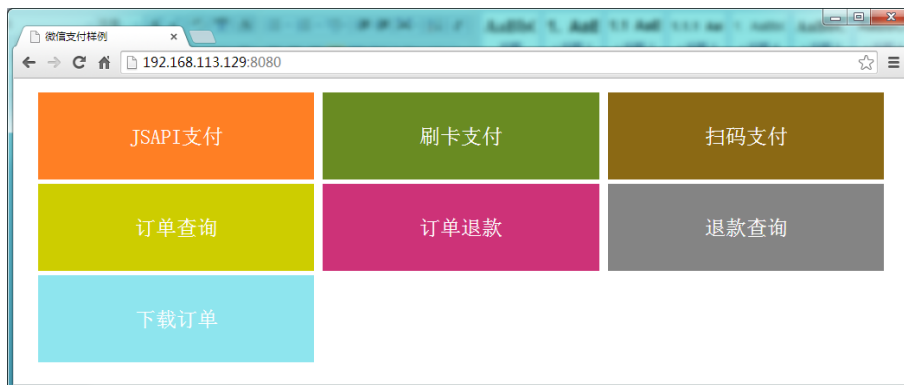 微信支付样例
192.168.113.129:8080
JSAPI支付
刷卡支付
扫码支付
订单查询
订单退款
退款查询
下载订单